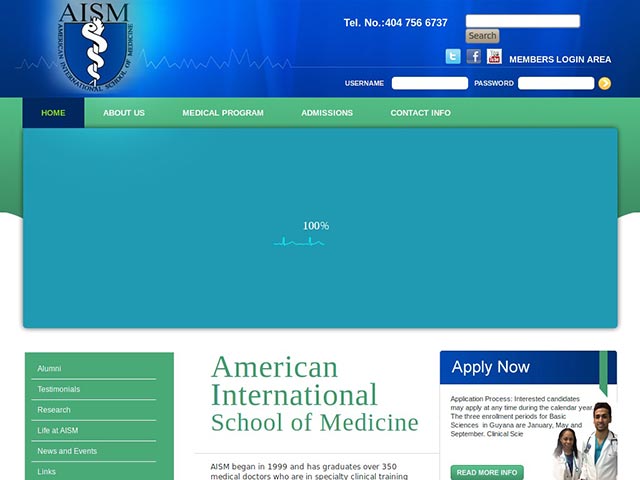 AISM
AMERICAN INTERNATIONAL SCHOOL OF MEDICINE
Tel. No.:404 756 6737
Search
MEMBERS LOGIN AREA
USERNAME PASSWORD
HOME ABOUT US MEDICAL PROGRAM ADMISSIONS CONTACT INFO
100%
Alumni
Testimonials
Research
Life at AISM
News and Events
Links
American
International
School of Medicine
AISM began in 1999 and has graduates over 350
medical doctors who are in specialty clinical training
Apply Now
Application Process: Interested candidates
may apply at any time during the calendar year.
The three enrollment periods for Basic
Sciences in Guyana are January, May and
September. Clinical Scie
READ MORE INFO